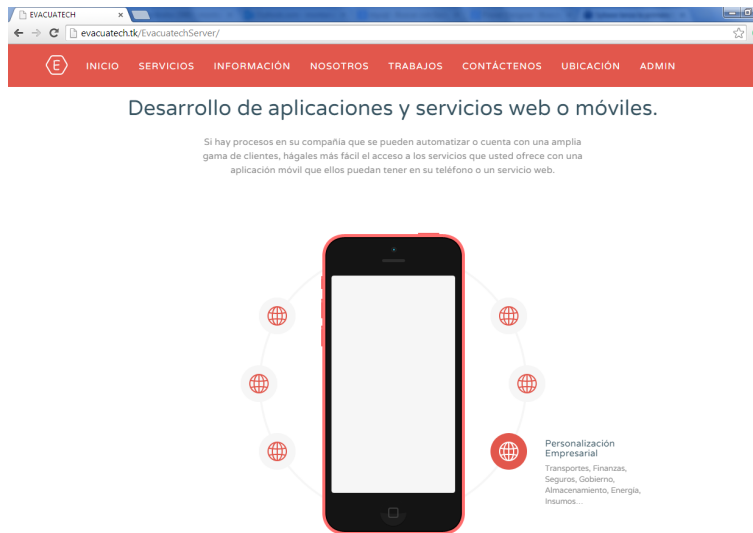 EVACUATECH
evacuatech.tk/EvacuatechServer/
E INICIO SERVICIOS INFORMACIÓN NOSOTROS TRABAJOS CONTÁCTENOS UBICACIÓN ADMIN
Desarrollo de aplicaciones y servicios web o móviles.
Si hay procesos en su compañia que se pueden automatizar o cuenta con una amplia
gama de clientes, hágales más fácil el acceso a los servicios que usted ofrece con una
aplicación móvil que ellos puedan tener en su teléfono o un servicio web.
Personalización
Empresarial
Transportes, Finanzas,
Seguros, Gobierno,
Almacenamiento, Energía,
Insumos...